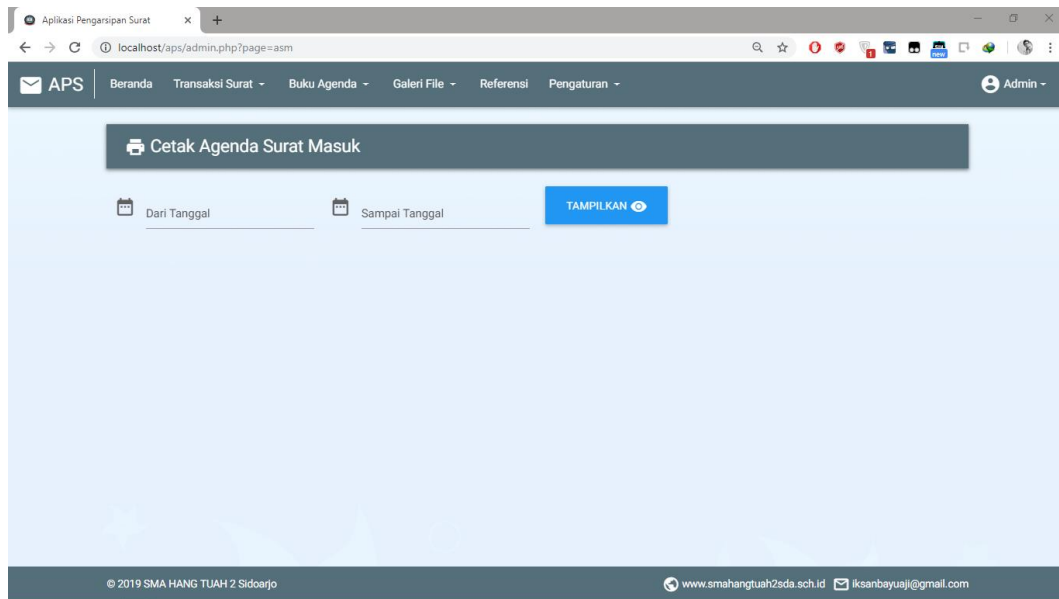 Aplikasi Pengarsipan Surat
localhost/aps/admin.php?page=asm
1
new
APS Beranda Transaksi Surat Buku Agenda Galeri File Referensi Pengaturan Admin
Cetak Agenda Surat Masuk
Dari Tanggal Sampai Tanggal TAMPILKAN
© 2019 SMA HANG TUAH 2 Sidoarjo www.smahangtuah2sda.sch.id iksanbayuaji@gmail.com